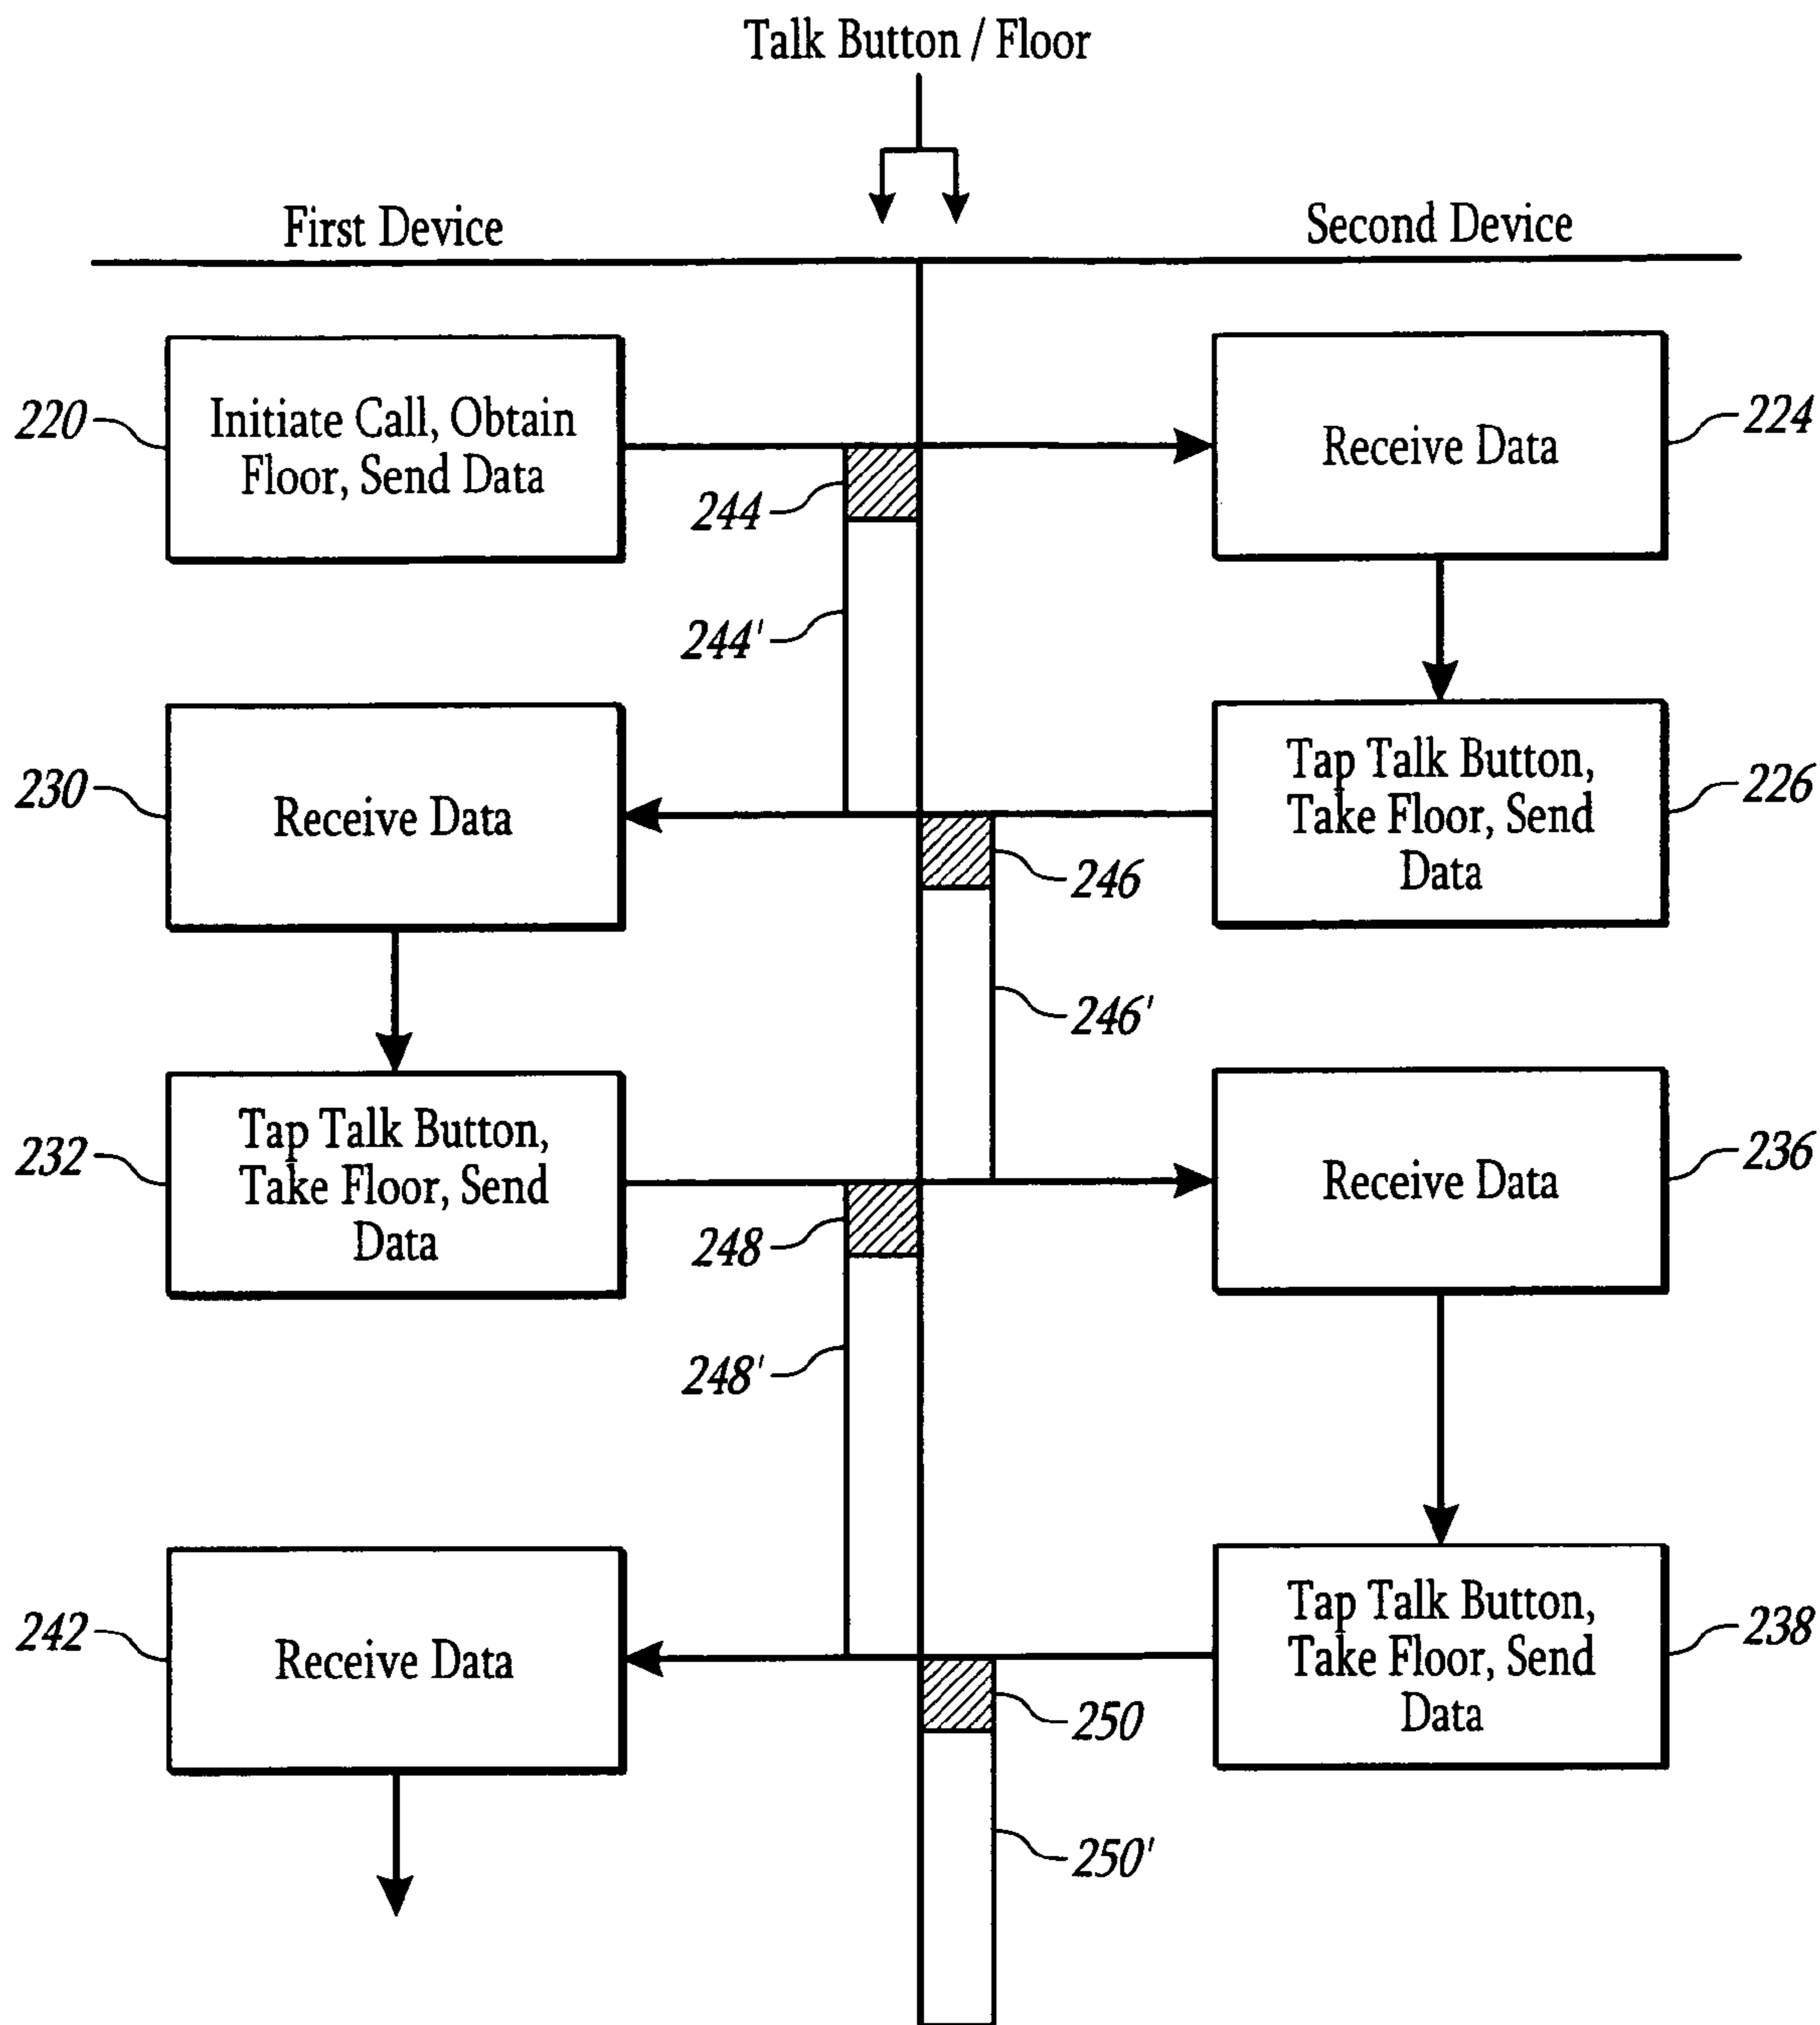 Talk Button / Floor
First Device
Second Device
220
Initiate Call, Obtain
Floor, Send Data
244
Receive Data
224
244'
230
Receive Data
Tap Talk Button,
Take Floor, Send
Data
226
246
246'
232
Tap Talk Button,
Take Floor, Send
Data
248
Receive Data
236
248'
242
Receive Data
Tap Talk Button,
Take Floor, Send
Data
238
250
250'